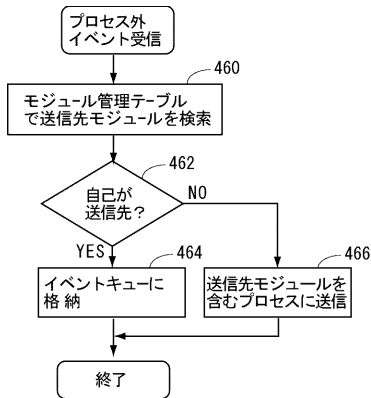 プロセス外
イベント受信
460
モジュール管理テーブル
で送信先モジュールを検索
462
自己が
送信先?
NO
YES
464
466
イベントキューに
格納
送信先モジュールを
含むプロセスに送信
終了